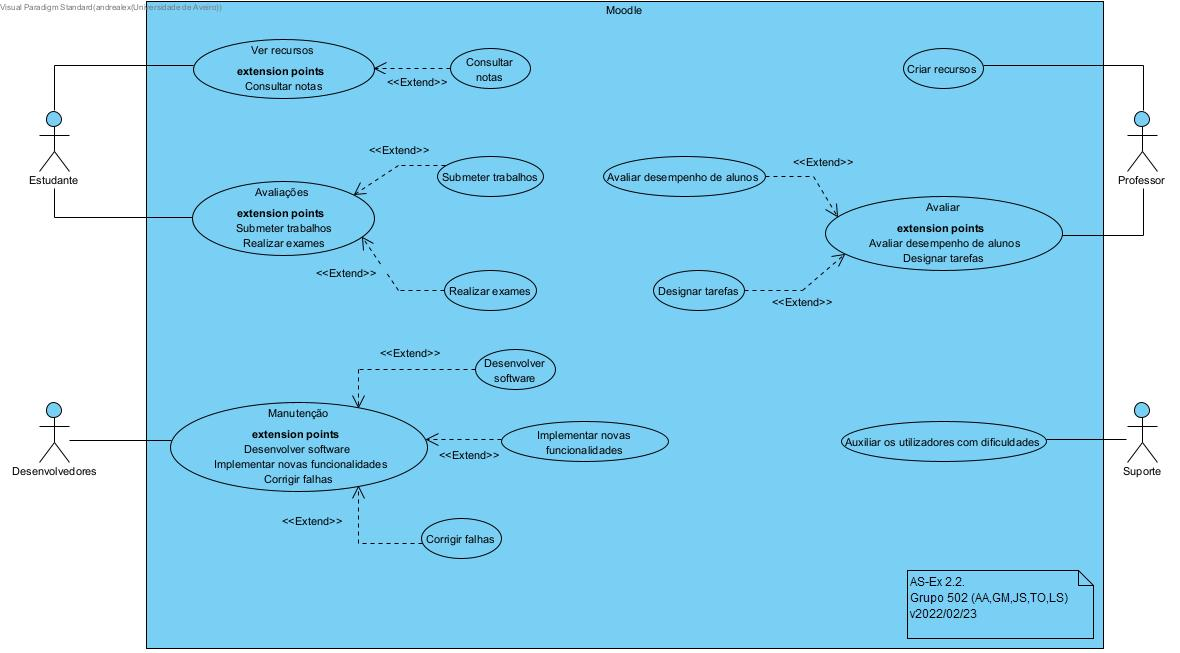 Visual Paradigm Standard(andrealex(Universidade de Aveiro))
Moodle
Ver recursos
extension points
Consultar notas
<<Extend>>
Consultar
notas
Criar recursos
Estudante
Professor
<<Extend>>
Submeter trabalhos
Avaliações
extension points
Submeter trabalhos
Realizar exames
<<Extend>>
Realizar exames
<<Extend>>
Avaliar desempenho de alunos
Avaliar
extension points
Avaliar desempenho de alunos
Designar tarefas
Designar tarefas
<<Extend>>
<<Extend>>
Desenvolver
software
Manutenção
extension points
Desenvolver software
Implementar novas funcionalidades
Corrigir falhas
<<Extend>>
Implementar novas
funcionalidades
<<Extend>>
Corrigir falhas
Desenvolvedores
Auxiliar os utilizadores com dificuldades
Suporte
AS-Ex 2.2.
Grupo 502 (AA,GM,JS,TO,LS)
v2022/02/23